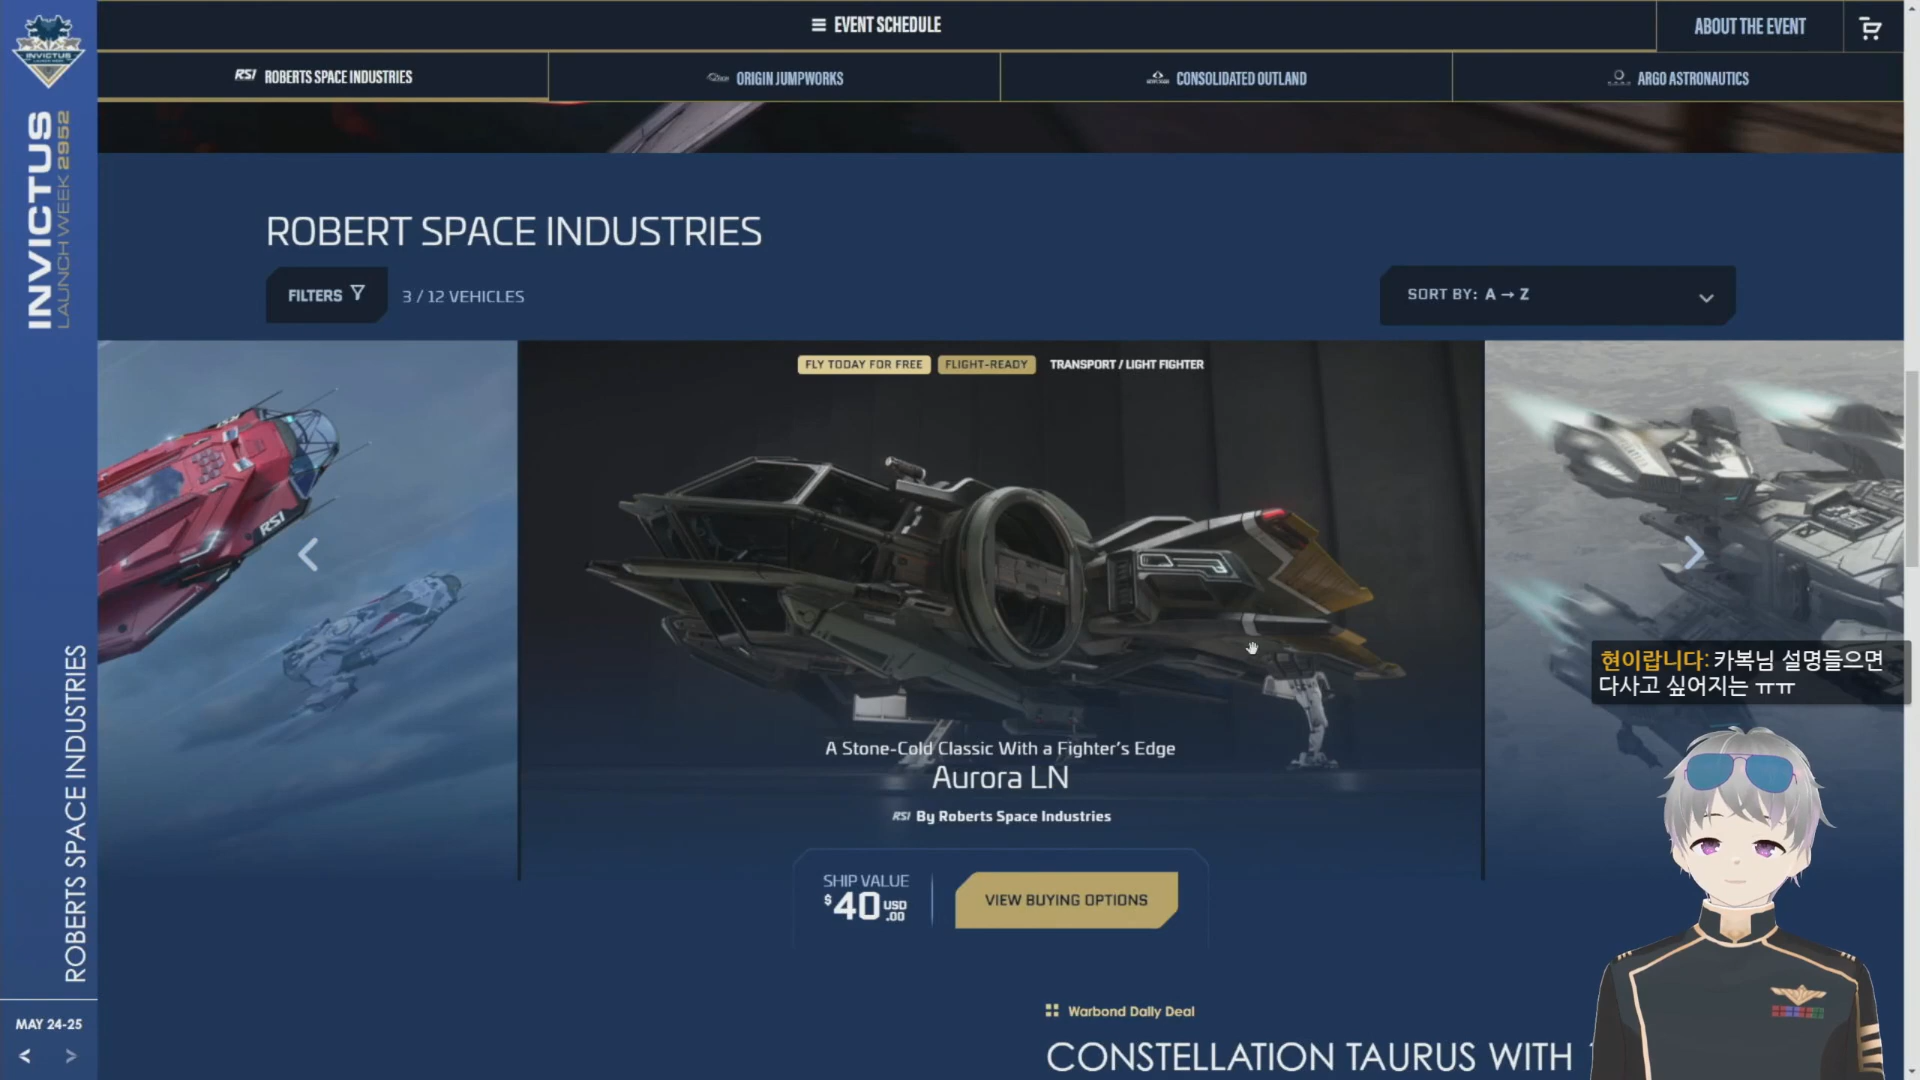 EVENT SCHEDULE
ABOUT THE EVENT
RSI ROBERTS SPACE INDUSTRIES
ORIGIN JUMPWORKS
CONSOLIDATED OUTLAND
ARGO ASTRONAUTICS
INVICTUS
INVICTUS
LAUNCH WEEK 2952
ROBERT SPACE INDUSTRIES
FILTERS
3 / 12 VEHICLES
SORT BY: A → Z
FLY TODAY FOR FREE
FLIGHT-READY
TRANSPORT / LIGHT FIGHTER
RSI
현이랍니다: 카복님 설명들으면
다사고 싶어지는 ㅠㅠ
A Stone-Cold Classic With a Fighter's Edge
Aurora LN
RSI By Roberts Space Industries
SHIP VALUE
$40 USD .00
VIEW BUYING OPTIONS
ROBERTS SPACE INDUSTRIES
MAY 24-25
< >
Warbond Daily Deal
CONSTELLATION TAURUS WITH